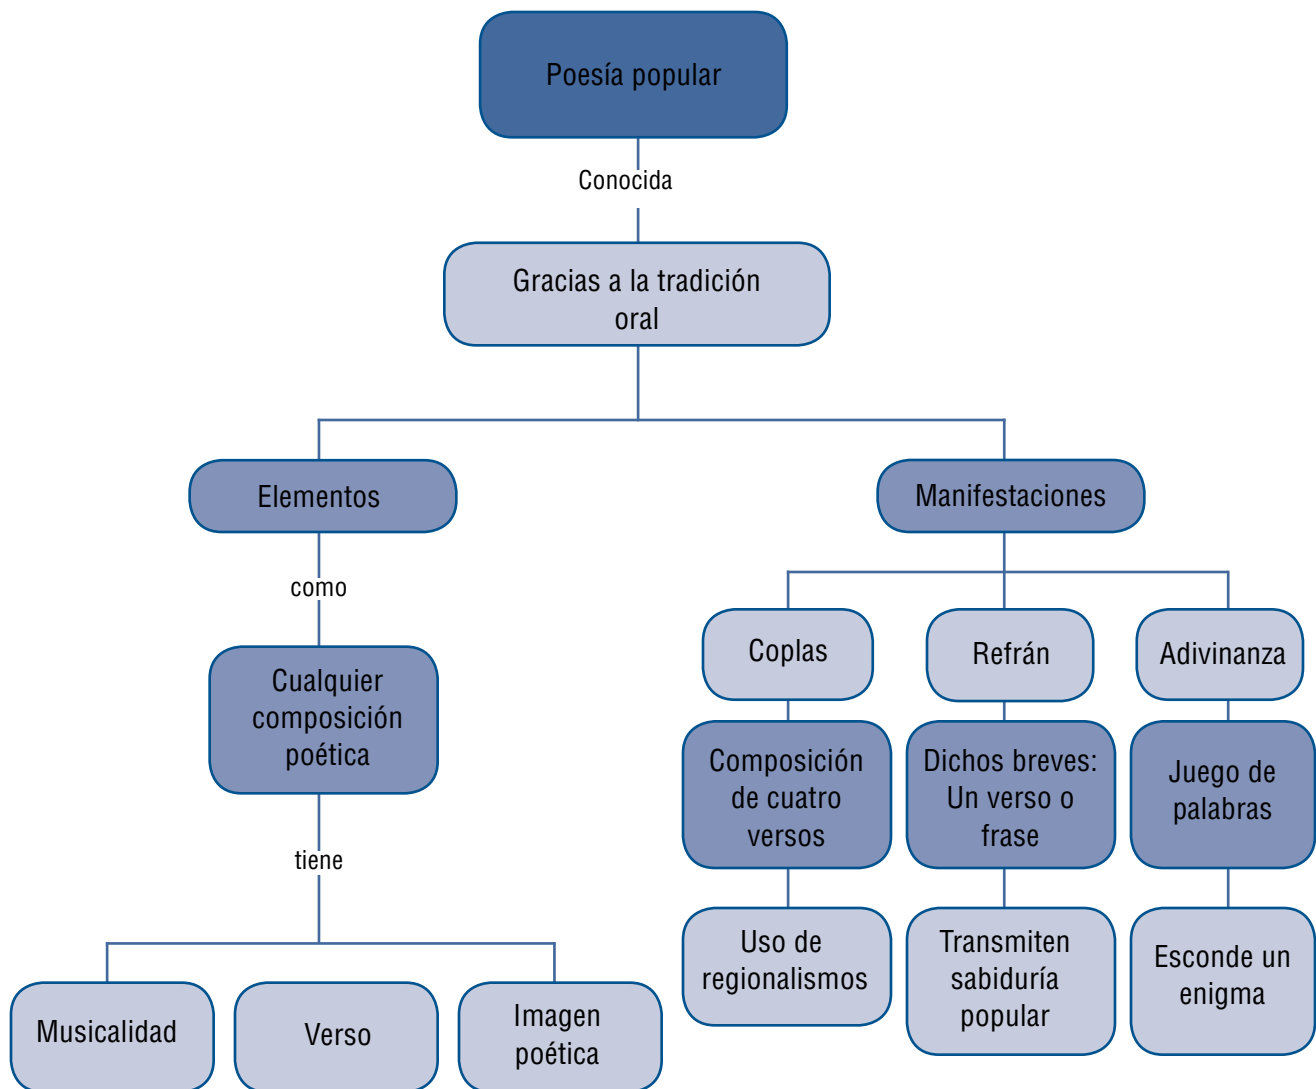 Poesía popular
Conocida
Gracias a la tradición
oral
Elementos
como
Cualquier
composición
poética
tiene
Musicalidad
Verso
Imagen
poética
Manifestaciones
Coplas
Composición
de cuatro
versos
Uso de
regionalismos
Refrán
Dichos breves:
Un verso o
frase
Transmiten
sabiduría
popular
Adivinanza
Juego de
palabras
Esconde un
enigma